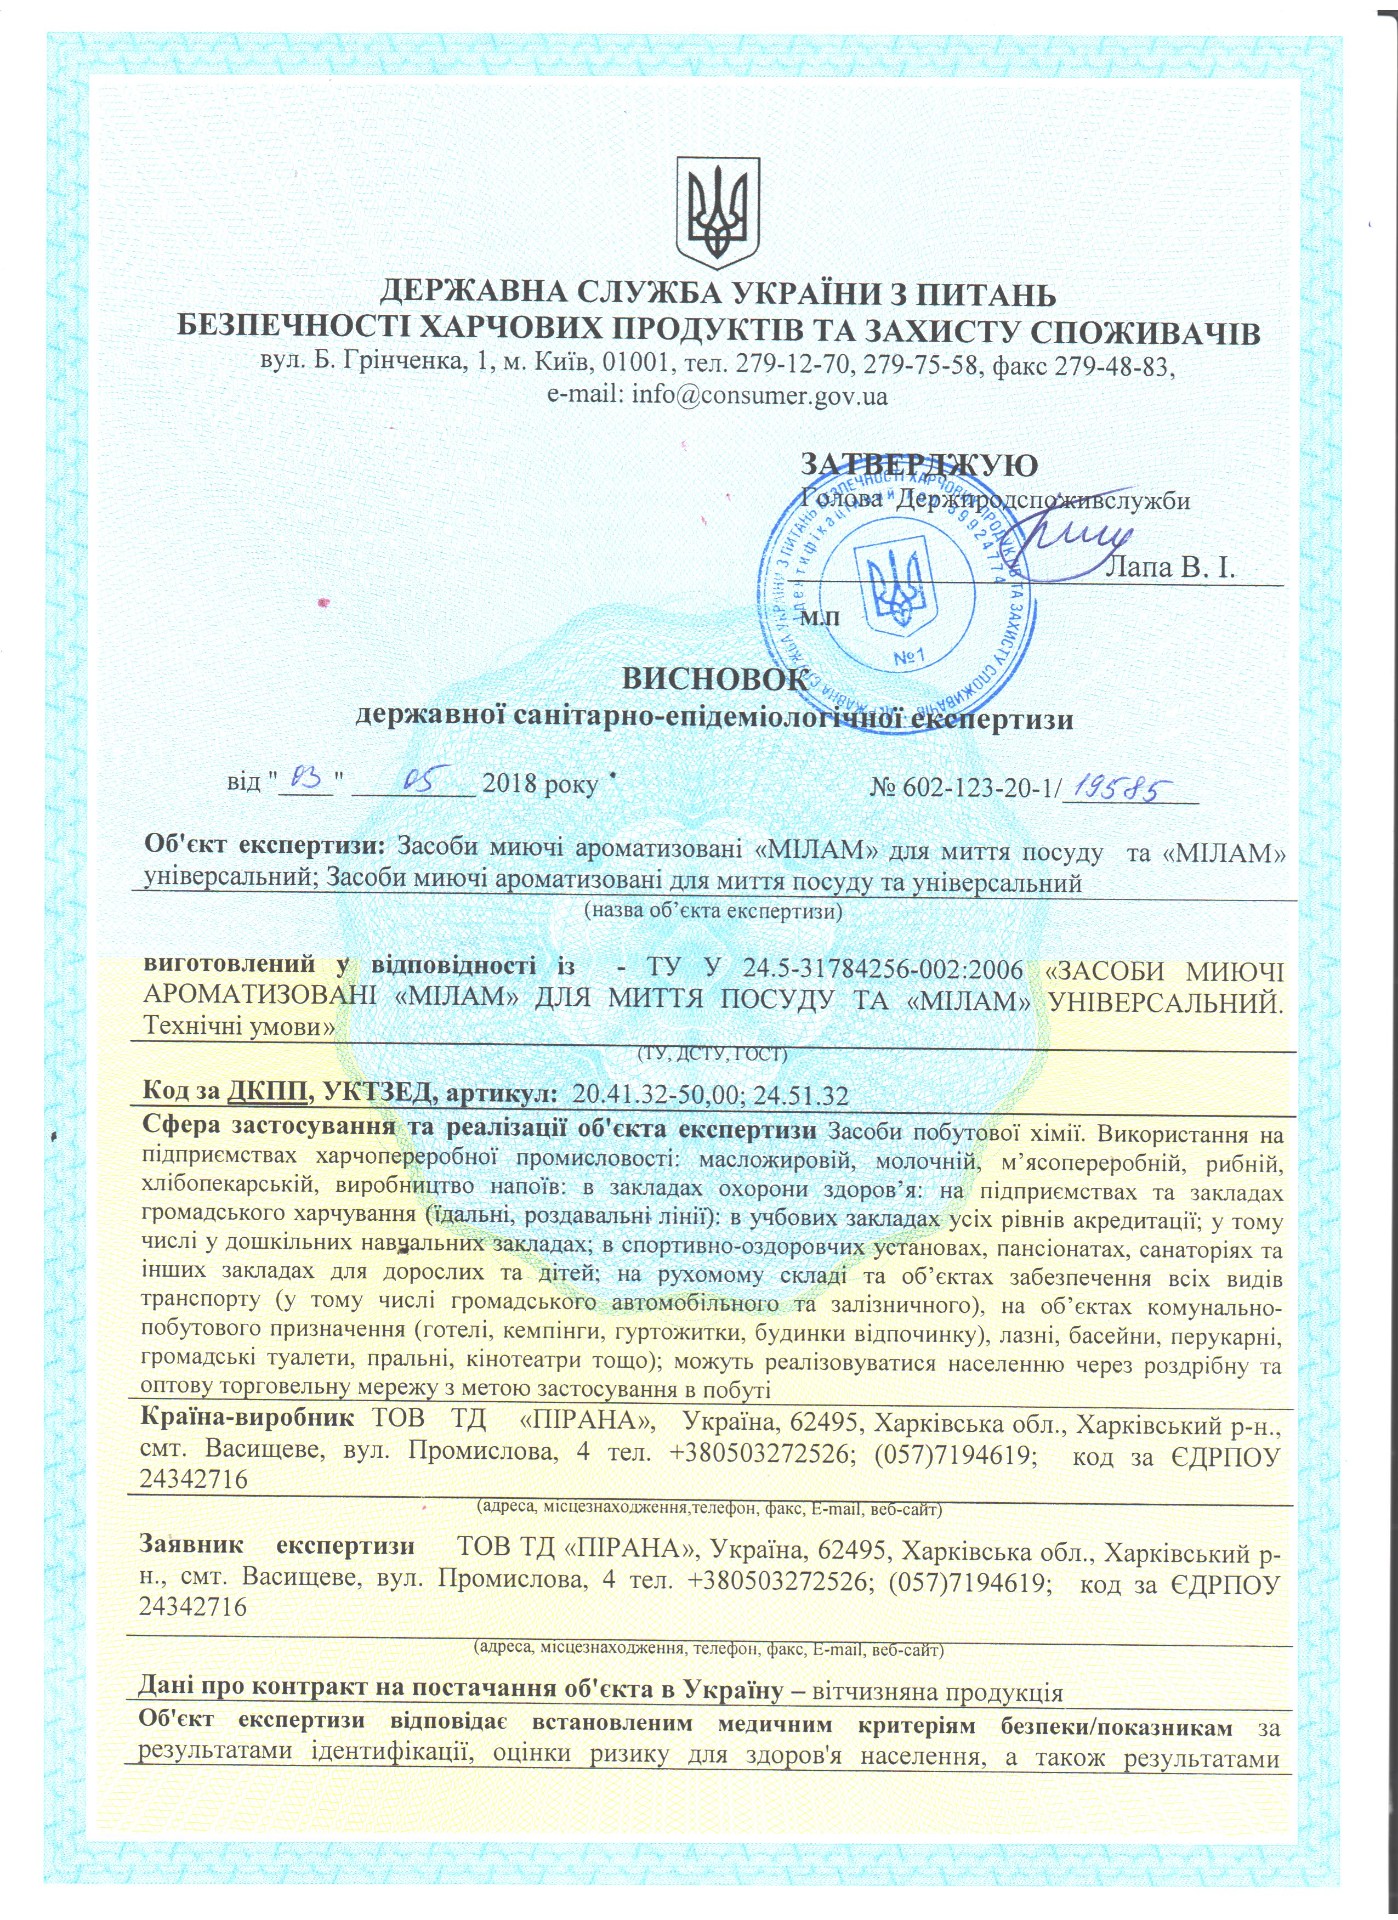 ДЕРЖАВНА СЛУЖБА УКРАЇНИ З ПИТАНЬ
БЕЗПЕЧНОСТІ ХАРЧОВИХ ПРОДУКТІВ ТА ЗАХИСТУ СПОЖИВАЧІВ
вул. Б. Грінченка, 1, м. Київ, 01001, тел. 279-12-70, 279-75-58, факс 279-48-83,
e-mail: info@consumer.gov.ua
ЗАТВЕРДЖУЮ
Голова Держпродспоживслужби
Лапа В. І.
М.П
ДЕРЖАВНА СЛУЖБА УКРАЇНИ З ПИТАНЬ БЕЗПЕЧНОСТІ ХАРЧОВИХ ПРОДУКТІВ ТА ЗАХИСТУ СПОЖИВАЧІВ
Ідентифікаційний код 39924774
№1
ВИСНОВОК
державної санітарно-епідеміологічної експертизи
від "03" 05 2018 року № 602-123-20-1/19585
Об'єкт експертизи: Засоби миючі ароматизовані «МІЛАМ» для миття посуду та «МІЛАМ»
універсальний; Засоби миючі ароматизовані для миття посуду та універсальний
(назва об’єкта експертизи)
виготовлений у відповідності із - ТУ У 24.5-31784256-002:2006 «ЗАСОБИ МИЮЧІ
АРОМАТИЗОВАНІ «МІЛАМ» ДЛЯ МИТТЯ ПОСУДУ ТА «МІЛАМ» УНІВЕРСАЛЬНИЙ.
Технічні умови»
(ТУ, ДСТУ, ГОСТ)
Код за ДКПП, УКТЗЕД, артикул: 20.41.32-50,00; 24.51.32
Сфера застосування та реалізації об'єкта експертизи Засоби побутової хімії. Використання на
підприємствах харчопереробної промисловості: масложировій, молочній, м’ясопереробній, рибній,
хлібопекарській, виробництво напоїв: в закладах охорони здоров’я: на підприємствах та закладах
громадського харчування (їдальні, роздавальні лінії): в учбових закладах усіх рівнів акредитації; у тому
числі у дошкільних навчальних закладах; в спортивно-оздоровчих установах, пансіонатах, санаторіях та
інших закладах для дорослих та дітей; на рухомому складі та об’єктах забезпечення всіх видів
транспорту (у тому числі громадського автомобільного та залізничного), на об’єктах комунально-
побутового призначення (готелі, кемпінги, гуртожитки, будинки відпочинку), лазні, басейни, перукарні,
громадські туалети, пральні, кінотеатри тощо); можуть реалізовуватися населенню через роздрібну та
оптову торговельну мережу з метою застосування в побуті
Країна-виробник ТОВ ТД «ПІРАНА», Україна, 62495, Харківська обл., Харківський р-н.,
смт. Васищеве, вул. Промислова, 4 тел. +380503272526; (057)7194619; код за ЄДРПОУ
24342716
(адреса, місцезнаходження,телефон, факс, E-mail, веб-сайт)
Заявник експертизи ТОВ ТД «ПІРАНА», Україна, 62495, Харківська обл., Харківський р-
н., смт. Васищеве, вул. Промислова, 4 тел. +380503272526; (057)7194619; код за ЄДРПОУ
24342716
(адреса, місцезнаходження, телефон, факс, E-mail, веб-сайт)
Дані про контракт на постачання об'єкта в Україну – вітчизняна продукція
Об'єкт експертизи відповідає встановленим медичним критеріям безпеки/показникам за
результатами ідентифікації, оцінки ризику для здоров'я населення, а також результатами